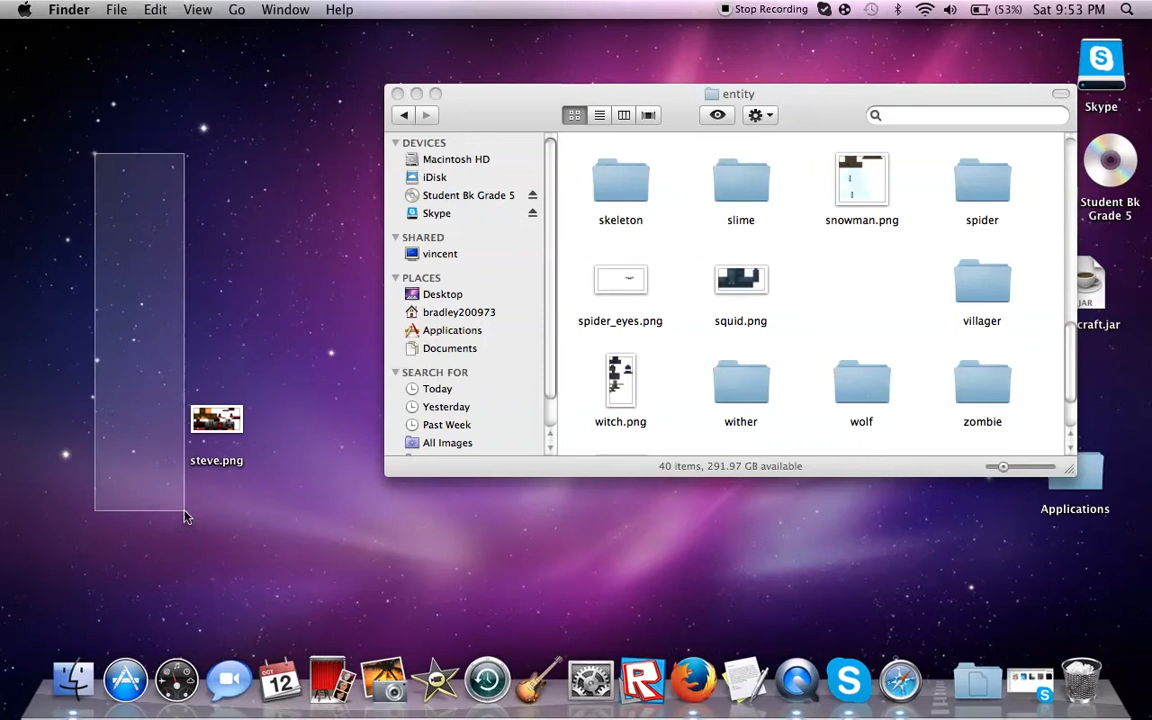 Finder File Edit View Go Window Help Stop Recording (53%) Sat 9:53 PM
entity
DEVICES
Macintosh HD
iDisk
Student Bk Grade 5
Skype
SHARED
vincent
PLACES
Desktop
bradley200973
Applications
Documents
SEARCH FOR
Today
Yesterday
Past Week
All Images
skeleton slime snowman.png spider
spider_eyes.png squid.png villager
witch.png wither wolf zombie
40 items, 291.97 GB available
steve.png
Skype
Student Bk
Grade 5
JAR
craft.jar
Applications
OCT
12